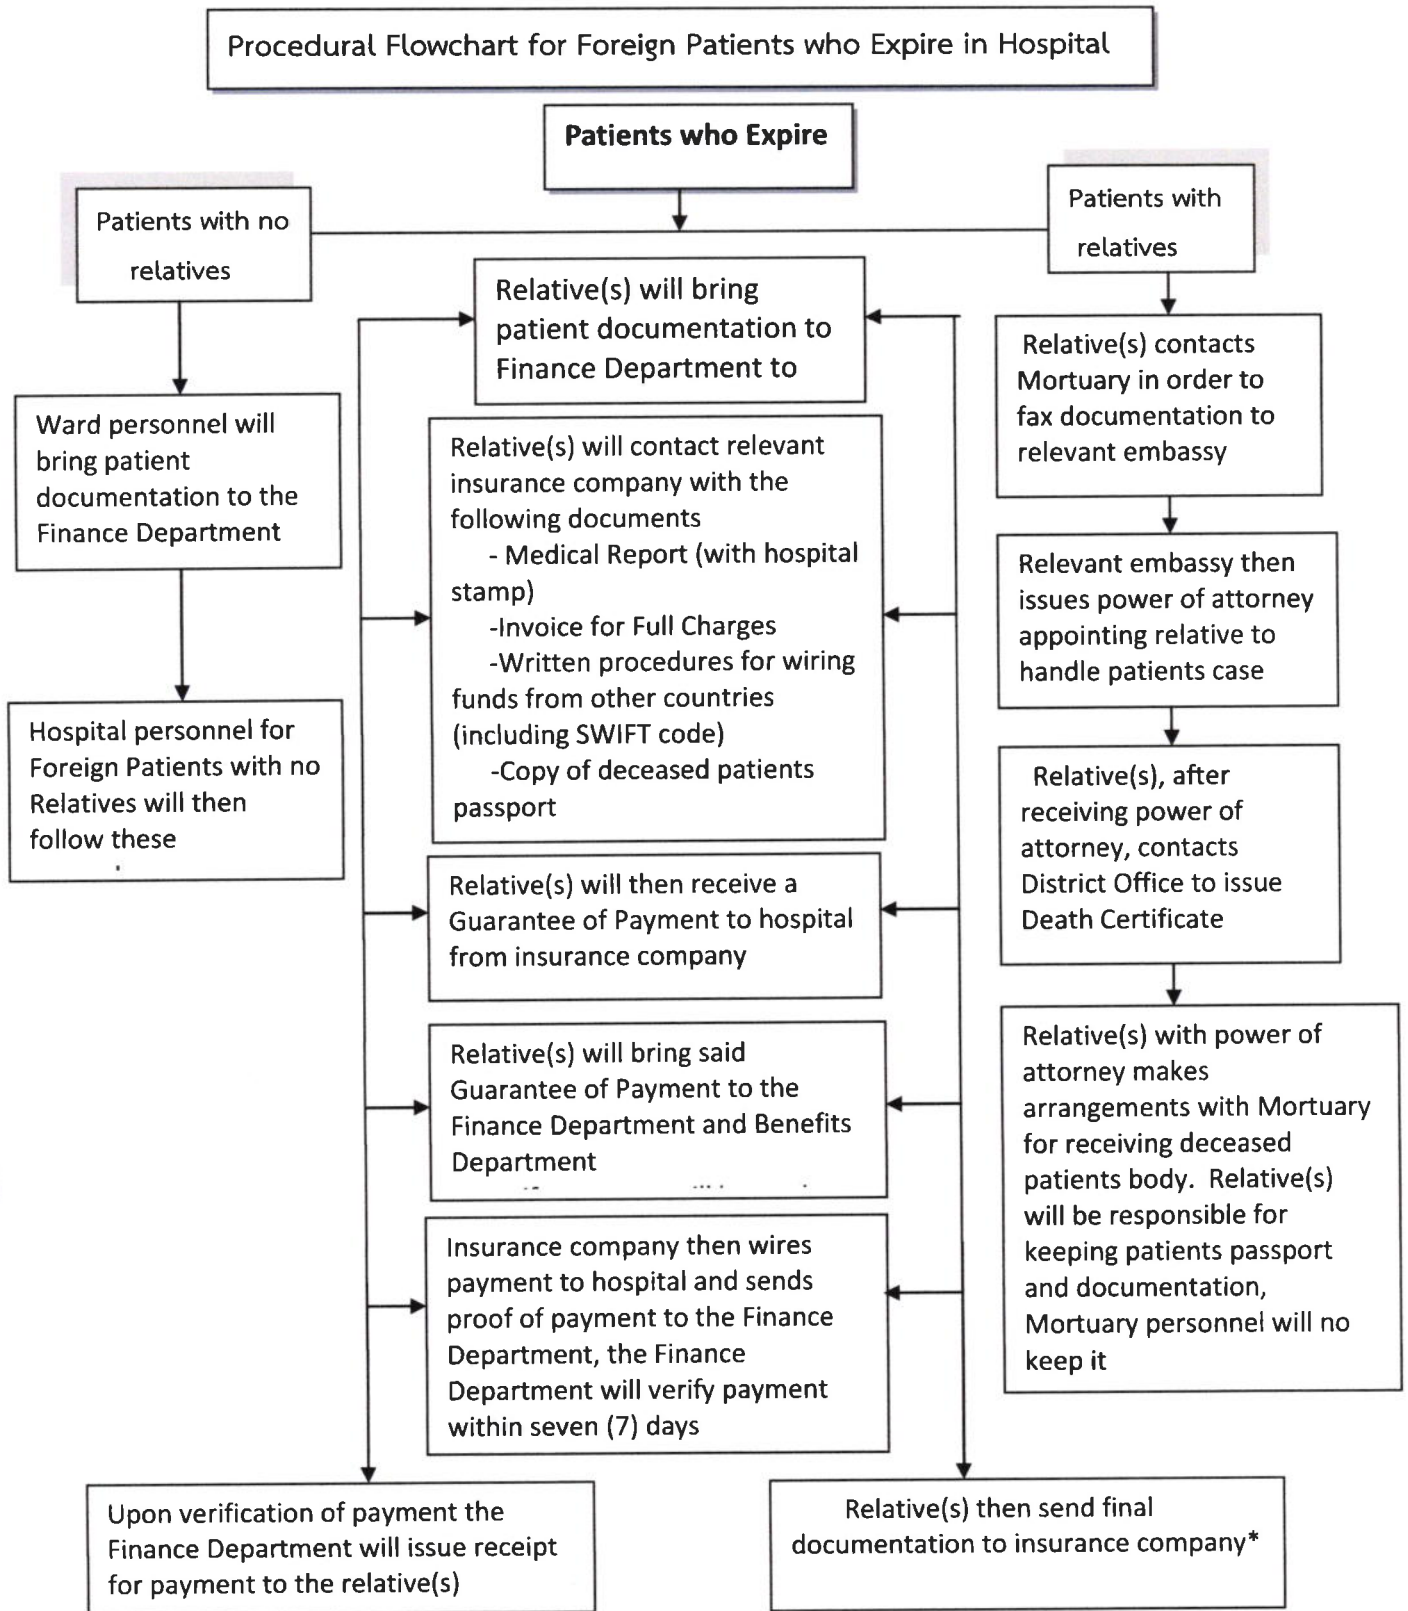 Procedural Flowchart for Foreign Patients who Expire in Hospital
Patients who Expire
Patients with no
relatives
Ward personnel will
bring patient
documentation to the
Finance Department
Hospital personnel for
Foreign Patients with no
Relatives will then
follow these
Relative(s) will bring
patient documentation to
Finance Department to
Relative(s) will contact relevant
insurance company with the
following documents
- Medical Report (with hospital
stamp)
-Invoice for Full Charges
-Written procedures for wiring
funds from other countries
(including SWIFT code)
-Copy of deceased patients
passport
Relative(s) will then receive a
Guarantee of Payment to hospital
from insurance company
Relative(s) will bring said
Guarantee of Payment to the
Finance Department and Benefits
Department
Insurance company then wires
payment to hospital and sends
proof of payment to the Finance
Department, the Finance
Department will verify payment
within seven (7) days
Patients with
relatives
Relative(s) contacts
Mortuary in order to
fax documentation to
relevant embassy
Relevant embassy then
issues power of attorney
appointing relative to
handle patients case
Relative(s), after
receiving power of
attorney, contacts
District Office to issue
Death Certificate
Relative(s) with power of
attorney makes
arrangements with Mortuary
for receiving deceased
patients body.  Relative(s)
will be responsible for
keeping patients passport
and documentation,
Mortuary personnel will no
keep it
Upon verification of payment the
Finance Department will issue receipt
for payment to the relative(s)
Relative(s) then send final
documentation to insurance company*